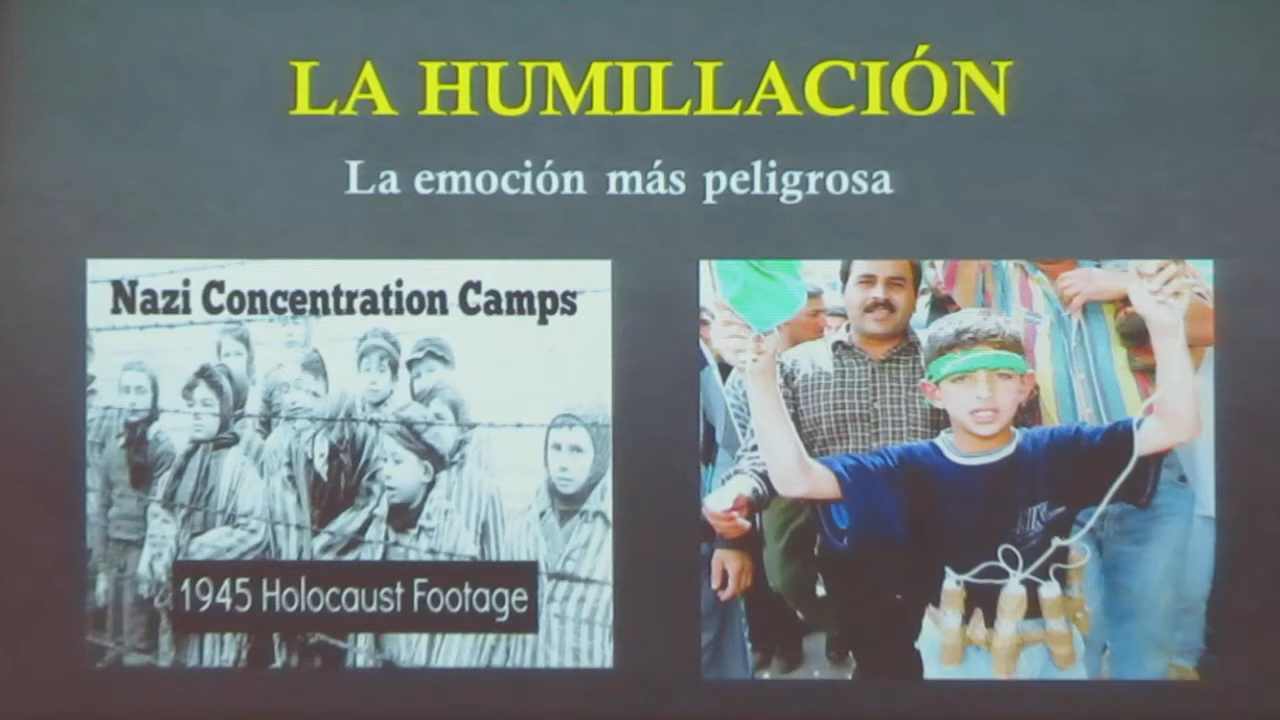 LA HUMILLACIÓN
La emoción más peligrosa
Nazi Concentration Camps
1945 Holocaust Footage